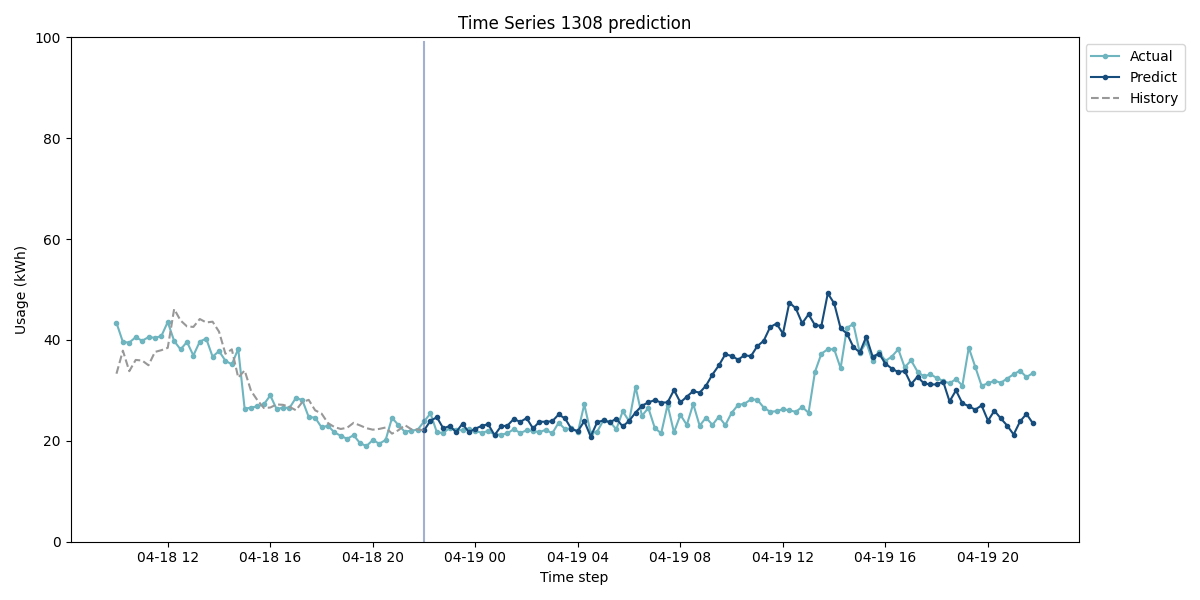 Time Series 1308 prediction
100
80
60
40
20
0
Usage (kWh)
04-18 12
04-18 16
04-18 20
04-19 00
04-19 04
04-19 08
04-19 12
04-19 16
04-19 20
Time step
Actual
Predict
History